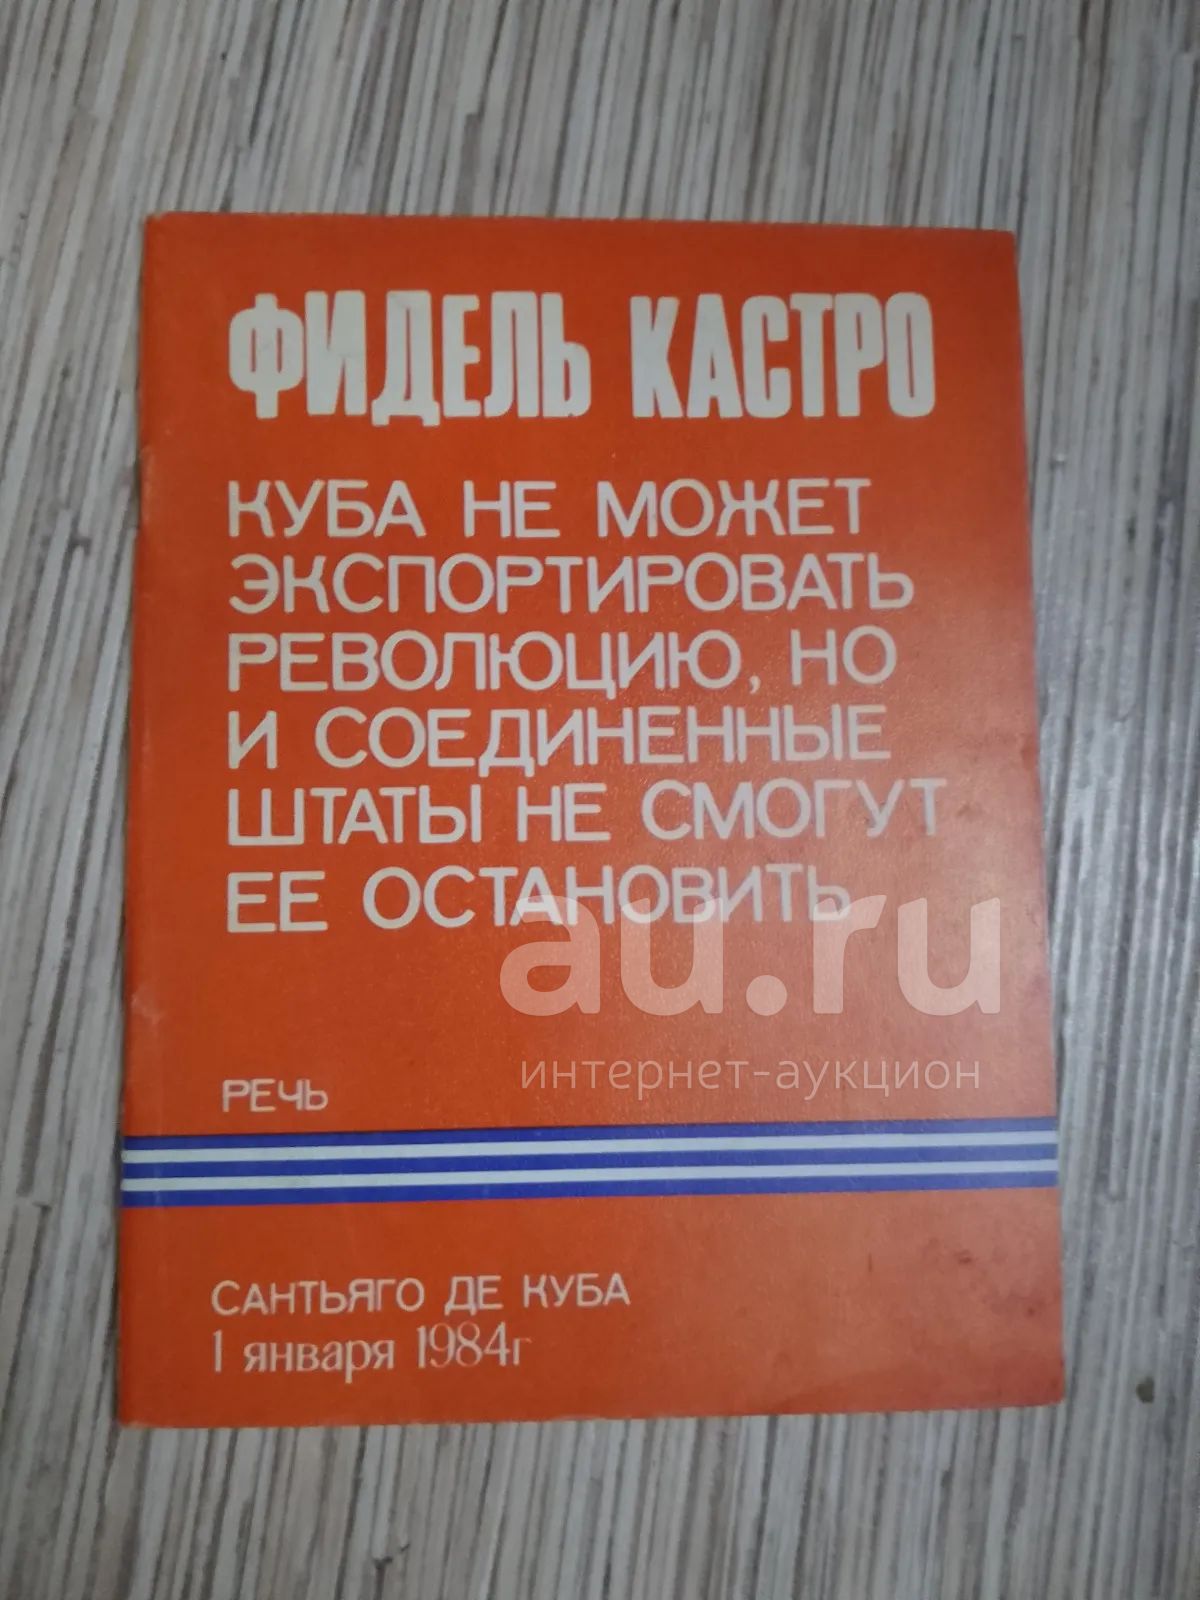 ФИДЕЛЬ КАСТРО
КУБА НЕ МОЖЕТ
ЭКСПОРТИРОВАТЬ
РЕВОЛЮЦИЮ, НО
И СОЕДИНЕННЫЕ
ШТАТЫ НЕ СМОГУТ
ЕЕ ОСТАНОВИТЬ
au.ru
интернет-аукцион
РЕЧЬ
САНТЬЯГО ДЕ КУБА
1 января 1984г